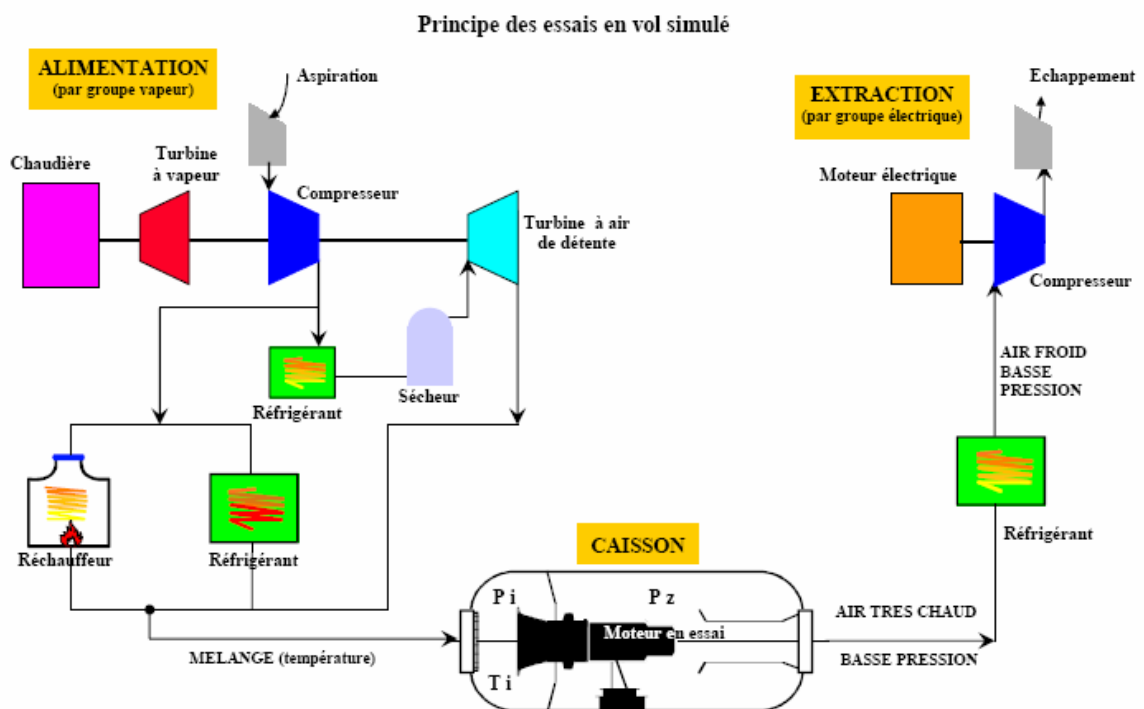 Principe des essais en vol simulé
ALIMENTATION
(par groupe vapeur)
Aspiration
Chaudière
Turbine
à vapeur
Compresseur
Turbine à air
de détente
Réfrigérant
Sécheur
Réchauffeur
Réfrigérant
MELANGE (température)
CAISSON
P i
P z
Moteur en essai
T i
EXTRACTION
(par groupe électrique)
Echappement
Moteur électrique
Compresseur
AIR FROID
BASSE
PRESSION
Réfrigérant
AIR TRES CHAUD
BASSE PRESSION